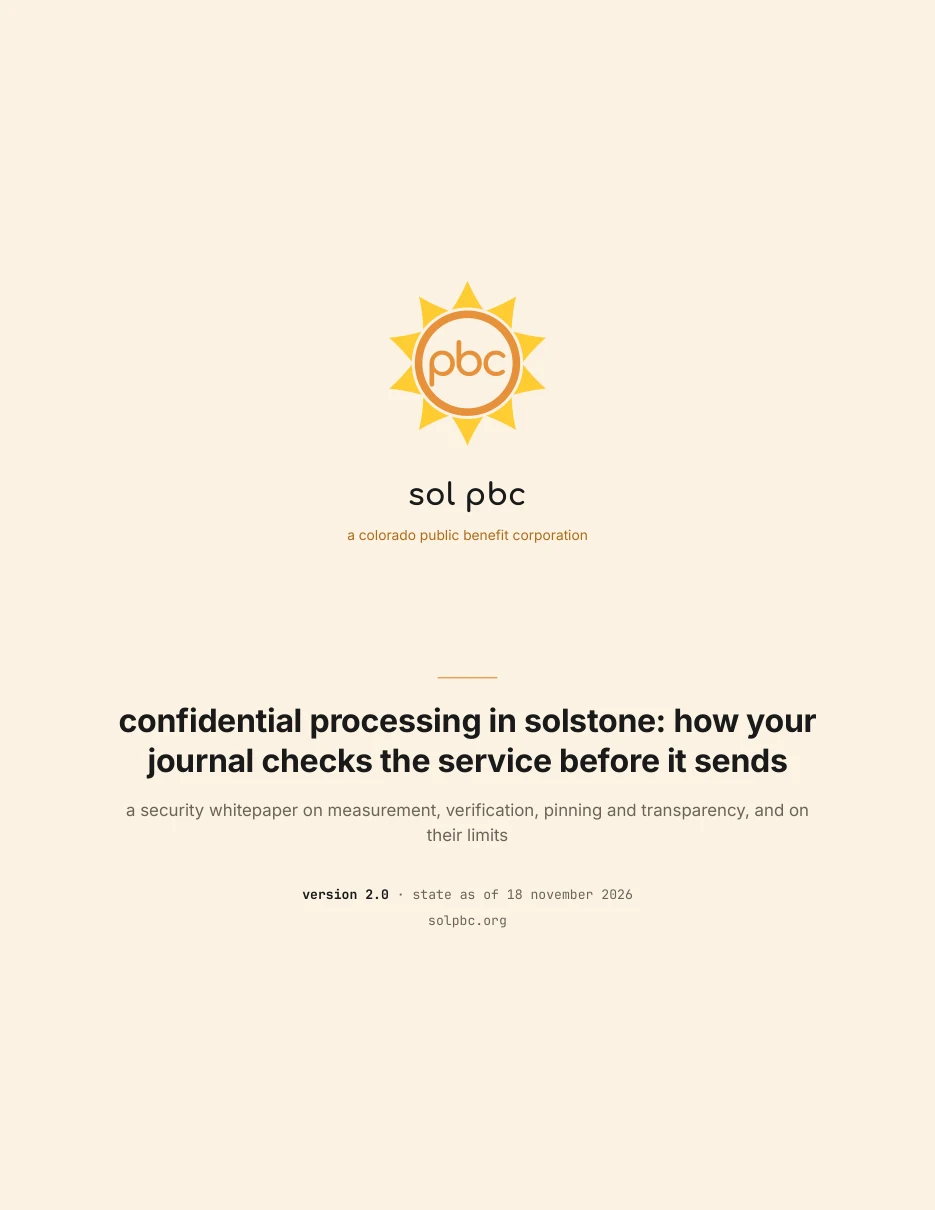 pbc
sol pbc
a colorado public benefit corporation
confidential processing in solstone: how your
journal checks the service before it sends
a security whitepaper on measurement, verification, pinning and transparency, and on
their limits
version 2.0 · state as of 18 november 2026
solpbc.org